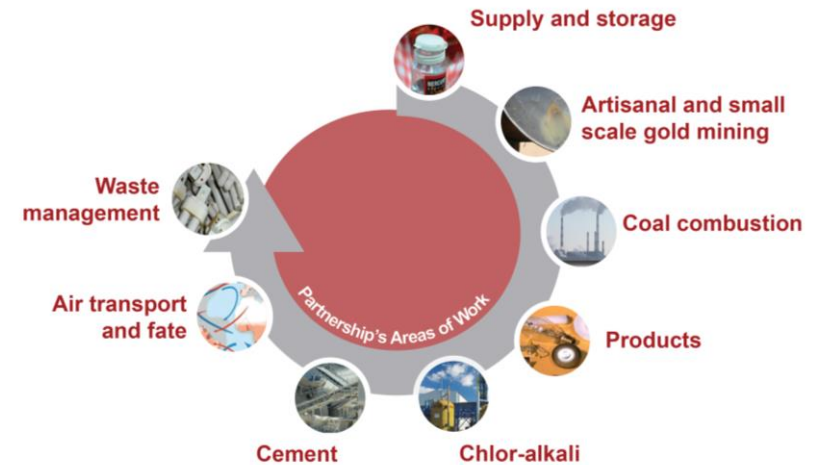 Supply and storage
Artisanal and small
scale gold mining
Coal combustion
Products
Chlor-alkali
Cement
Air transport
and fate
Waste
management
Partnership's Areas of Work